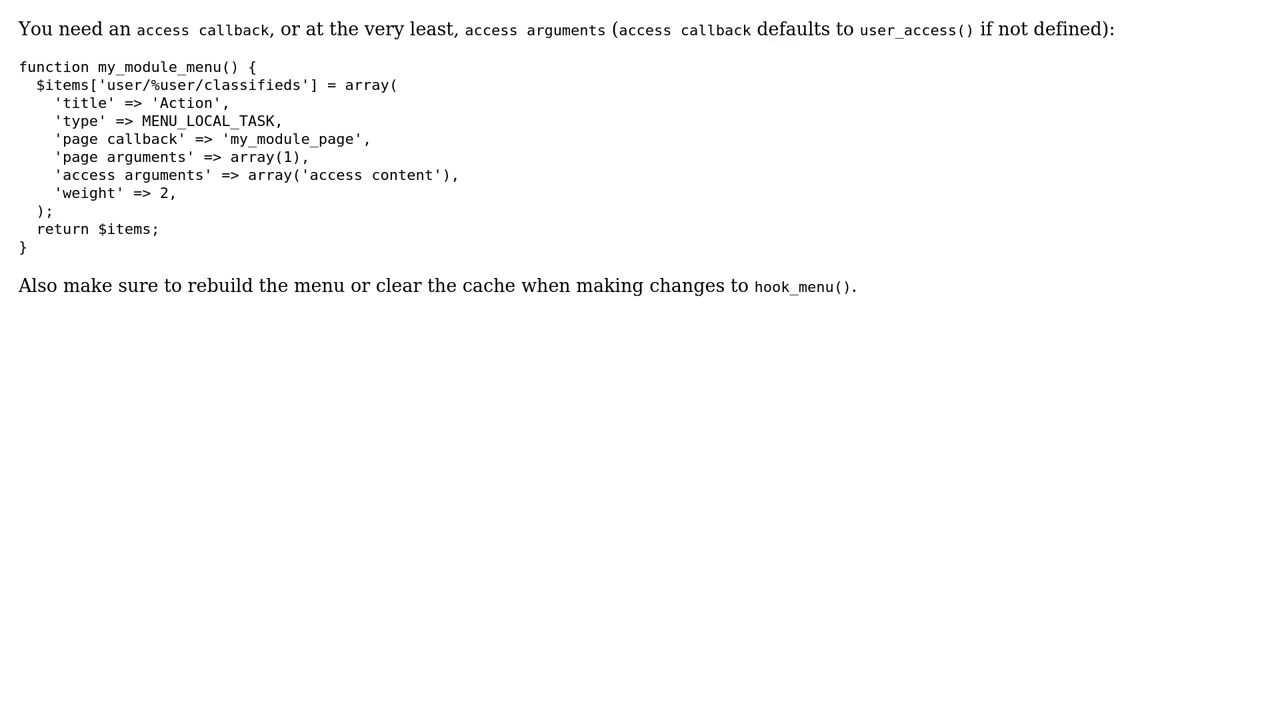 You need an access callback, or at the very least, access arguments (access callback defaults to user_access() if not defined):
function my_module_menu() {
  $items['user/%user/classifieds'] = array(
    'title' => 'Action',
    'type' => MENU_LOCAL_TASK,
    'page callback' => 'my_module_page',
    'page arguments' => array(1),
    'access arguments' => array('access content'),
    'weight' => 2,
  );
  return $items;
}
Also make sure to rebuild the menu or clear the cache when making changes to hook_menu().